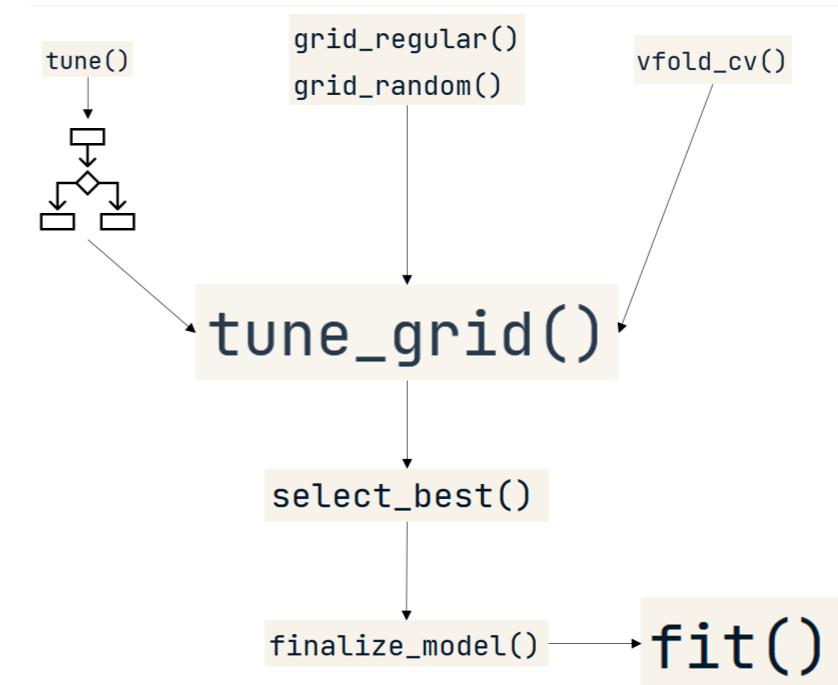 tune()
grid_regular()
grid_random()
vfold_cv()
tune_grid()
select_best()
finalize_model()
fit()